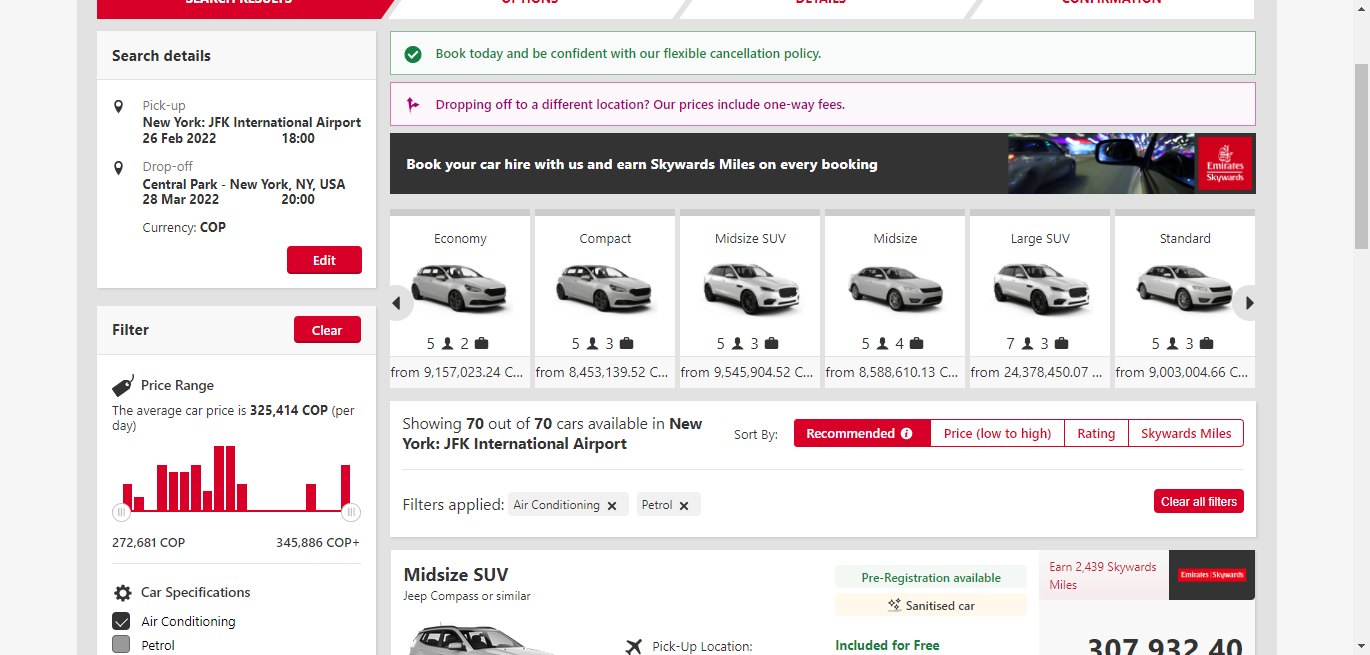 SEARCH RESULTS
OPTIONS
DETAILS
CONFIRMATION
Search details
Pick-up
New York: JFK International Airport
26 Feb 2022 18:00
Drop-off
Central Park - New York, NY, USA
28 Mar 2022 20:00
Currency: COP
Edit
Filter
Clear
Price Range
The average car price is 325,414 COP (per
day)
272,681 COP
345,886 COP+
Car Specifications
Air Conditioning
Petrol
Book today and be confident with our flexible cancellation policy.
Dropping off to a different location? Our prices include one-way fees.
Book your car hire with us and earn Skywards Miles on every booking
Emirates
Skywards
Economy
5 2
from 9,157,023.24 C...
Compact
5 3
from 8,453,139.52 C...
Midsize SUV
5 3
from 9,545,904.52 C...
Midsize
5 4
from 8,588,610.13 C...
Large SUV
7 3
from 24,378,450.07 ...
Standard
5 3
from 9,003,004.66 C...
Showing 70 out of 70 cars available in New
York: JFK International Airport
Sort By:
Recommended
Price (low to high)
Rating
Skywards Miles
Filters applied:
Air Conditioning
Petrol
Clear all filters
Midsize SUV
Jeep Compass or similar
Pre-Registration available
Sanitised car
Earn 2,439 Skywards
Miles
Emirates Skywards
Pick-Up Location:
Included for Free
307,932.40